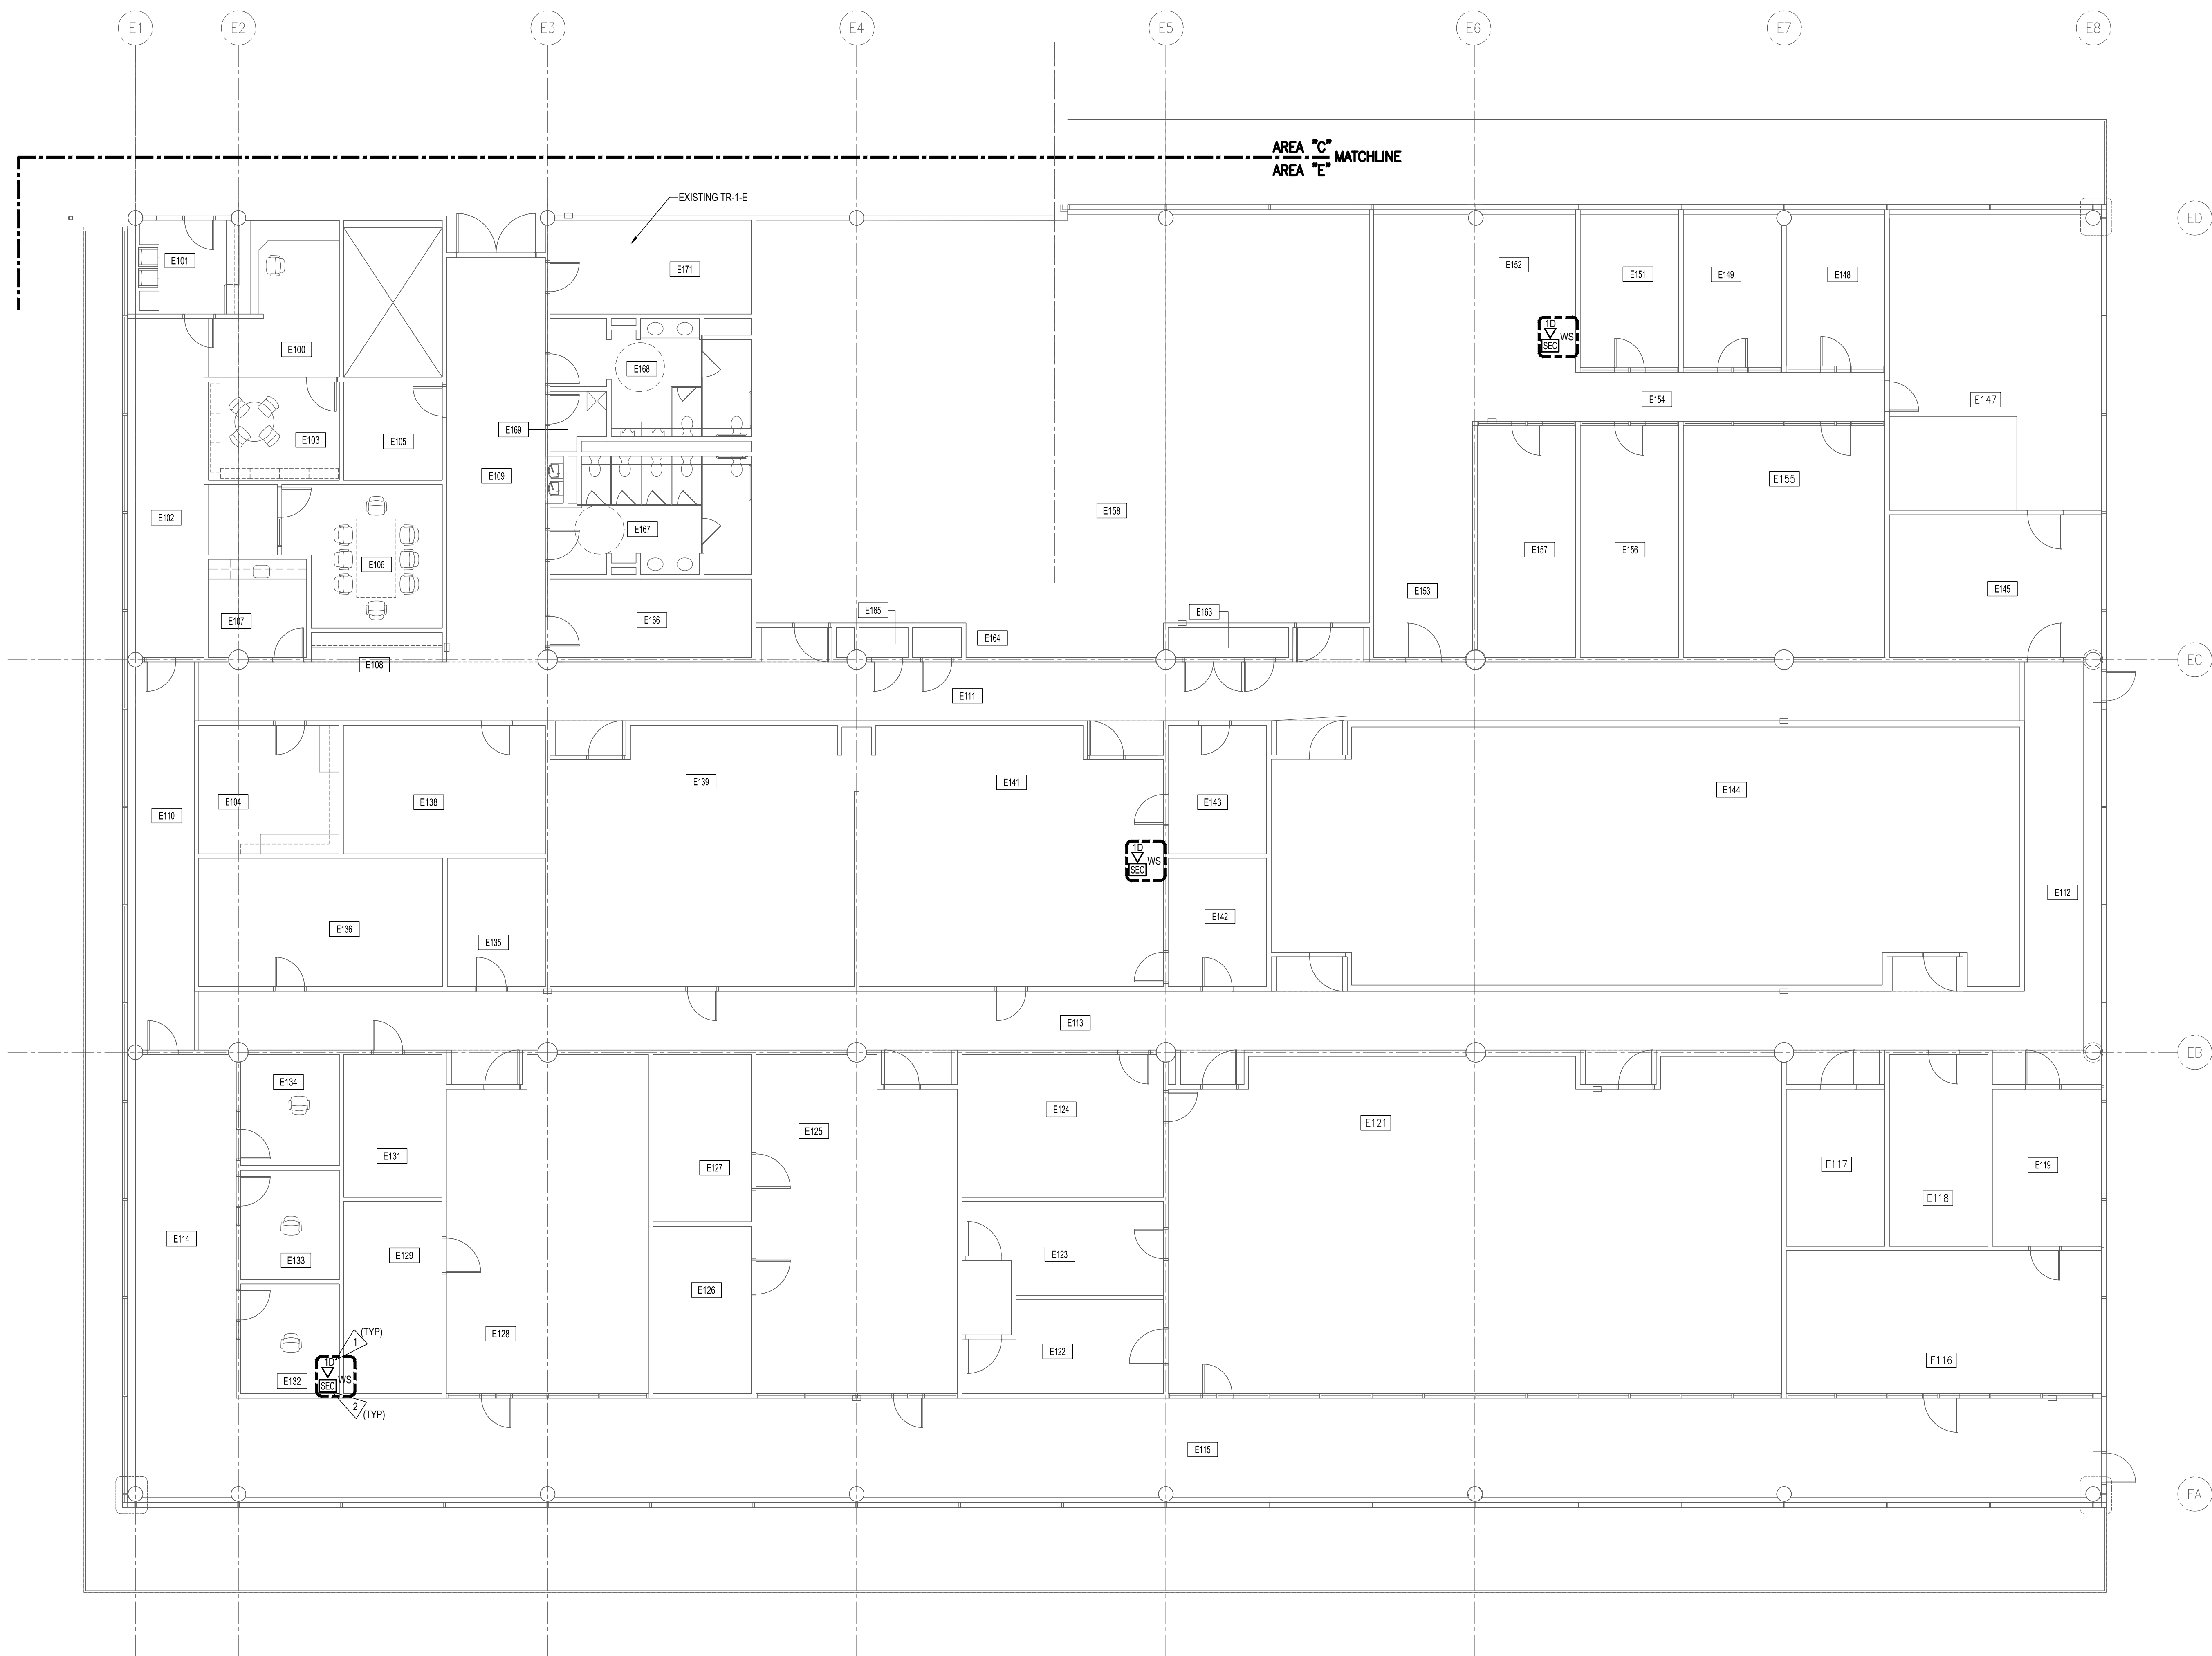 E1 E2 E3 E4 E5 E6 E7 E8
AREA "C"
MATCHLINE
AREA "E"
EXISTING TR-1-E
ED
E101
E171
E152
E151
E149
E148
1D
WS
SEC
E100
E168
E154
E147
E103
E105
E169
E109
E155
E102
E158
E167
E157
E156
E106
E145
E153
E165
E163
E107
E166
E164
EC
E108
E111
E139
E141
E144
E104
E138
E143
E110
1D
WS
SEC
E112
E142
E136
E135
E113
EB
E134
E124
E125
E121
E131
E127
E117
E119
E118
E114
E133
E129
E123
E126
E128
1 (TYP)
1D
WS
SEC
E132
2 (TYP)
E122
E116
E115
EA